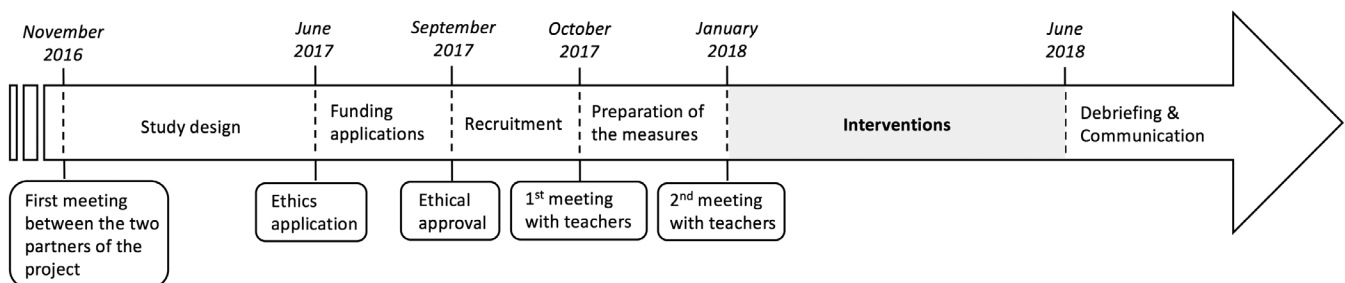 November
2016
June
2017
September
2017
October
2017
January
2018
June
2018
Study design
Funding
applications
Recruitment
Preparation of
the measures
Interventions
Debriefing &
Communication
First meeting
between the two
partners of the
project
Ethics
application
Ethical
approval
1st meeting
with teachers
2nd meeting
with teachers